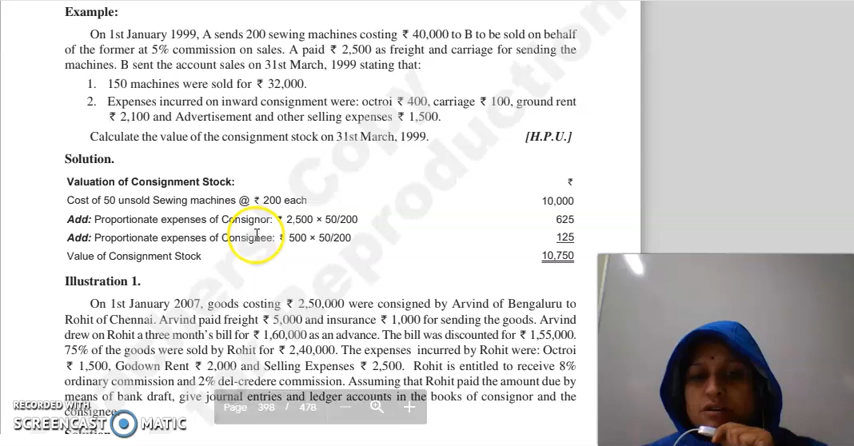 Example:
On 1st January 1999, A sends 200 sewing machines costing ₹ 40,000 to B to be sold on behalf
of the former at 5% commission on sales. A paid ₹ 2,500 as freight and carriage for sending the
machines. B sent the account sales on 31st March, 1999 stating that:
1. 150 machines were sold for ₹ 32,000.
2. Expenses incurred on inward consignment were: octroi ₹ 400, carriage ₹ 100, ground rent
₹ 2,100 and Advertisement and other selling expenses ₹ 1,500.
Calculate the value of the consignment stock on 31st March, 1999. [H.P.U.]
Solution.
Valuation of Consignment Stock: ₹
Cost of 50 unsold Sewing machines @ ₹ 200 each 10,000
Add: Proportionate expenses of Consignor: ₹ 2,500 × 50/200 625
Add: Proportionate expenses of Consignee: ₹ 500 × 50/200 125
Value of Consignment Stock 10,750
Illustration 1.
On 1st January 2007, goods costing ₹ 2,50,000 were consigned by Arvind of Bengaluru to
Rohit of Chennai. Arvind paid freight ₹ 5,000 and insurance ₹ 1,000 for sending the goods. Arvind
drew on Rohit a three month's bill for ₹ 1,60,000 as an advance. The bill was discounted for ₹ 1,55,000.
75% of the goods were sold by Rohit for ₹ 2,40,000. The expenses incurred by Rohit were: Octroi
₹ 1,500, Godown Rent ₹ 2,000 and Selling Expenses ₹ 2,500. Rohit is entitled to receive 8%
ordinary commission and 2% del-credere commission. Assuming that Rohit paid the amount due by
means of bank draft, give journal entries and ledger accounts in the books of consignor and the
consignee.
Page 398 / 478
RECORDED WITH
SCREENCAST MATIC